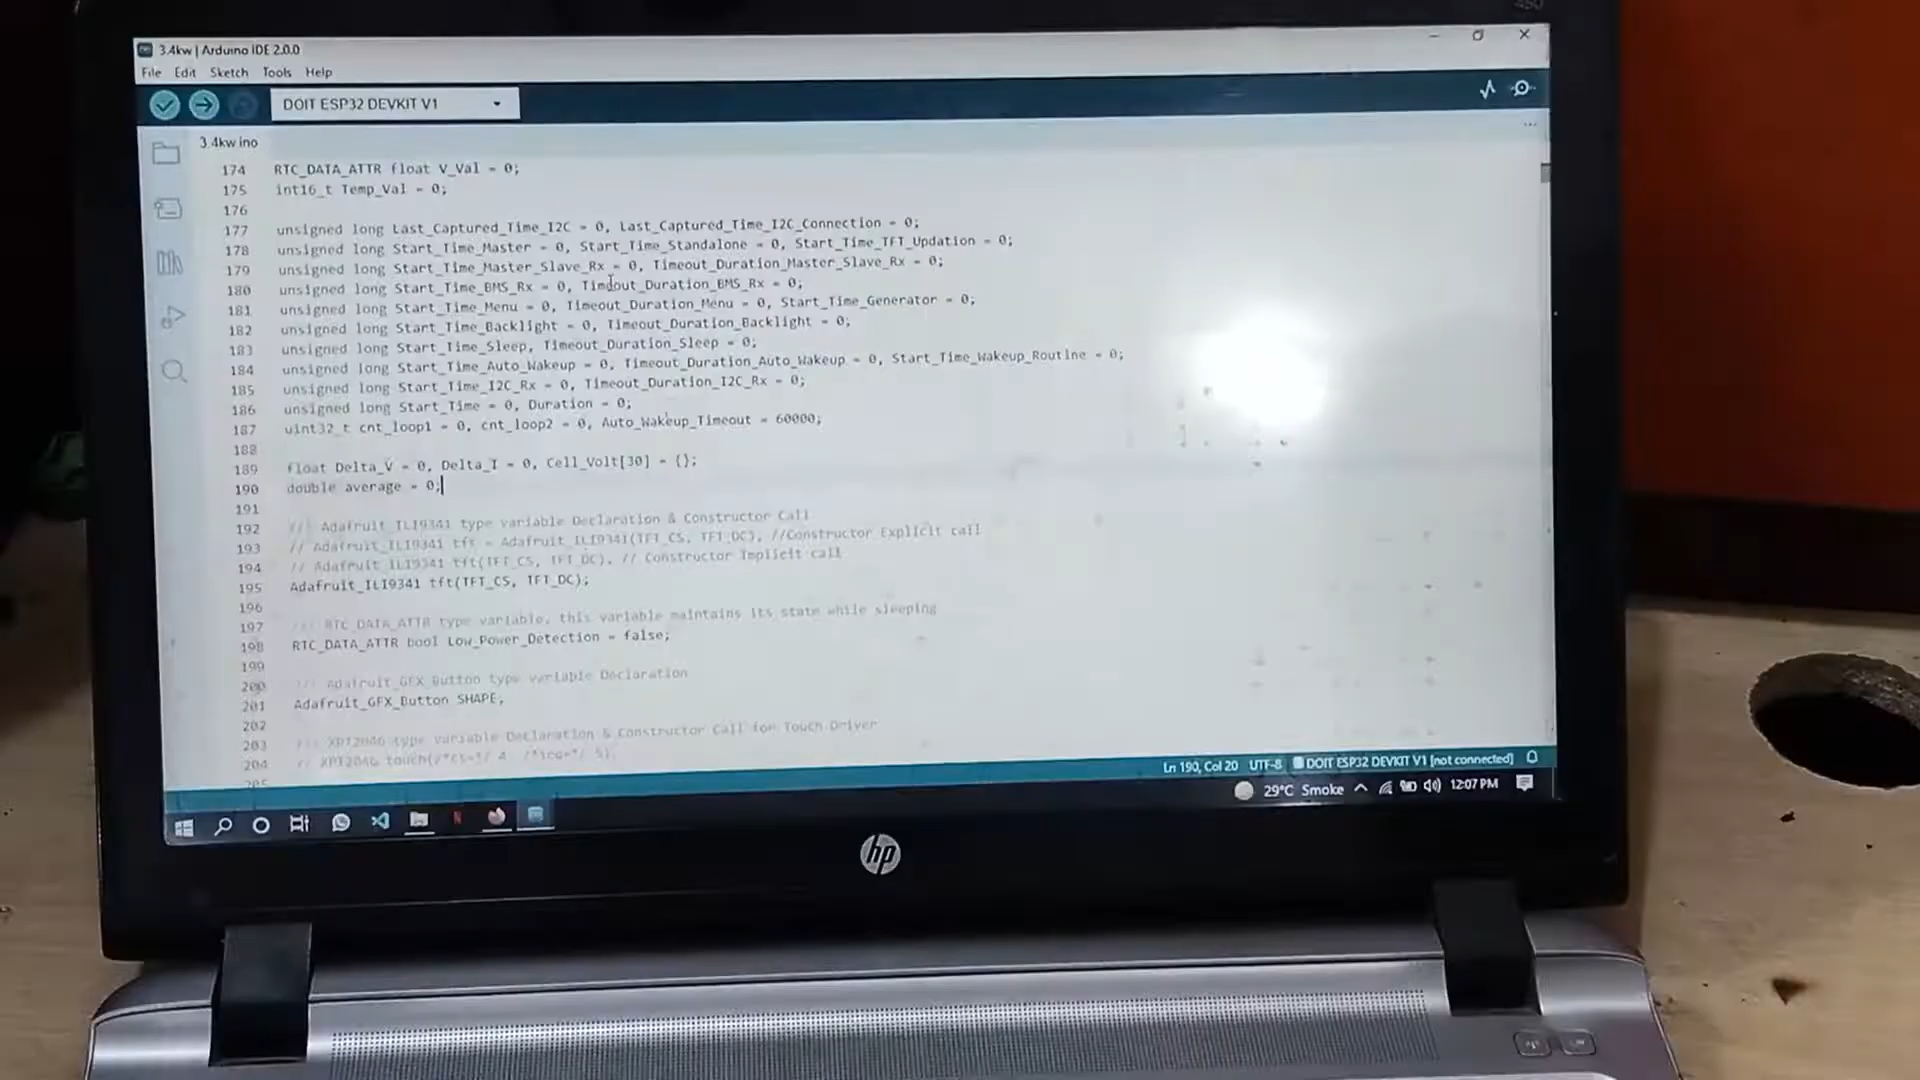 450
3.4kw | Arduino IDE 2.0.0
File Edit Sketch Tools Help
DOIT ESP32 DEVKIT V1
3.4kw ino
174 RTC_DATA_ATTR float V_Val = 0;
175 int16_t Temp_Val = 0;
176
177 unsigned long Last_Captured_Time_I2C = 0, Last_Captured_Time_I2C_Connection = 0;
178 unsigned long Start_Time_Master = 0, Start_Time_Standalone = 0, Start_Time_TFT_Updation = 0;
179 unsigned long Start_Time_Master_Slave_Rx = 0, Timeout_Duration_Master_Slave_Rx = 0;
180 unsigned long Start_Time_BMS_Rx = 0, Timeout_Duration_BMS_Rx = 0;
181 unsigned long Start_Time_Menu = 0, Timeout_Duration_Menu = 0, Start_Time_Generator = 0;
182 unsigned long Start_Time_Backlight = 0, Timeout_Duration_Backlight = 0;
183 unsigned long Start_Time_Sleep, Timeout_Duration_Sleep = 0;
184 unsigned long Start_Time_Auto_Wakeup = 0, Timeout_Duration_Auto_Wakeup = 0, Start_Time_Wakeup_Routine = 0;
185 unsigned long Start_Time_I2C_Rx = 0, Timeout_Duration_I2C_Rx = 0;
186 unsigned long Start_Time = 0, Duration = 0;
187 uint32_t cnt_loop1 = 0, cnt_loop2 = 0, Auto_Wakeup_Timeout = 60000;
188
189 float Delta_V = 0, Delta_I = 0, Cell_Volt[30] = {};
190 double average = 0;
191
192 /// Adafruit_ILI9341 type variable Declaration & Constructor Call
193 // Adafruit_ILI9341 tft = Adafruit_ILI9341(TFT_CS, TFT_DC), //Constructor Explicit call
194 // Adafruit_ILI9341 tft(TFT_CS, TFT_DC), // Constructor Implicit call
195 Adafruit_ILI9341 tft(TFT_CS, TFT_DC);
196
197 /// RTC_DATA_ATTR type variable, this variable maintains its state while sleeping
198 RTC_DATA_ATTR bool Low_Power_Detection = false;
199
200 /// Adafruit_GFX_Button type variable Declaration
201 Adafruit_GFX_Button SHAPE;
202
203 /// XPT2046 type variable Declaration & Constructor Call for Touch Driver
204 // XPT2046 touch(/*cs=*/ 4, /*irq=*/ 5);
205
Ln 190, Col 20 UTF-8 DOIT ESP32 DEVKIT V1 [not connected]
29°C Smoke 12:07 PM
hp